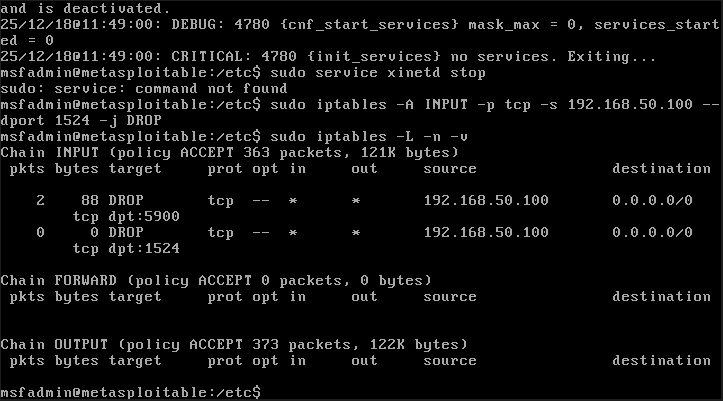 and is deactivated.
25/12/18@11:49:00: DEBUG: 4780 {cnf_start_services} mask_max = 0, services_start
ed = 0
25/12/18@11:49:00: CRITICAL: 4780 {init_services} no services. Exiting...
msfadmin@metasploitable:/etc$ sudo service xinetd stop
sudo: service: command not found
msfadmin@metasploitable:/etc$ sudo iptables -A INPUT -p tcp -s 192.168.50.100 --
dport 1524 -j DROP
msfadmin@metasploitable:/etc$ sudo iptables -L -n -v
Chain INPUT (policy ACCEPT 363 packets, 121K bytes)
pkts bytes target prot opt in out source destination
2 88 DROP tcp -- * * 192.168.50.100 0.0.0.0/0
tcp dpt:5900
0 0 DROP tcp -- * * 192.168.50.100 0.0.0.0/0
tcp dpt:1524
Chain FORWARD (policy ACCEPT 0 packets, 0 bytes)
pkts bytes target prot opt in out source destination
Chain OUTPUT (policy ACCEPT 373 packets, 122K bytes)
pkts bytes target prot opt in out source destination
msfadmin@metasploitable:/etc$